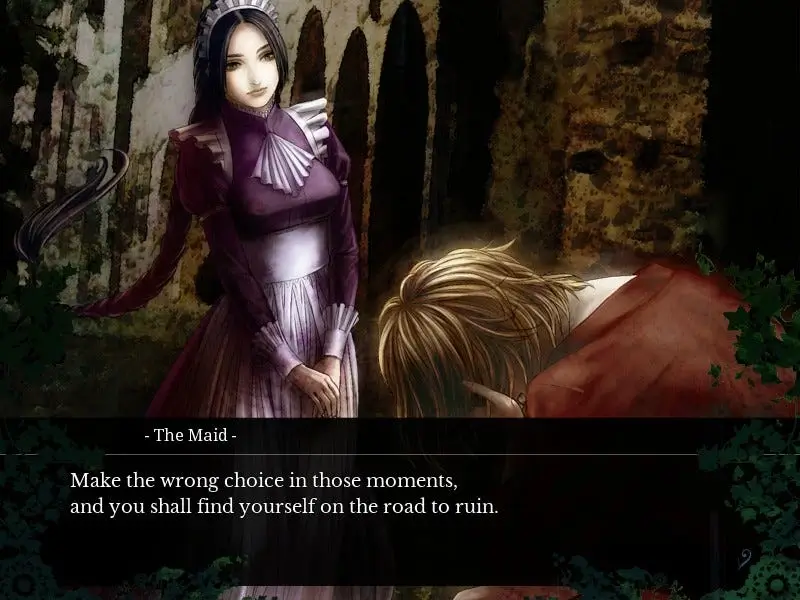 - The Maid -
Make the wrong choice in those moments,
and you shall find yourself on the road to ruin.